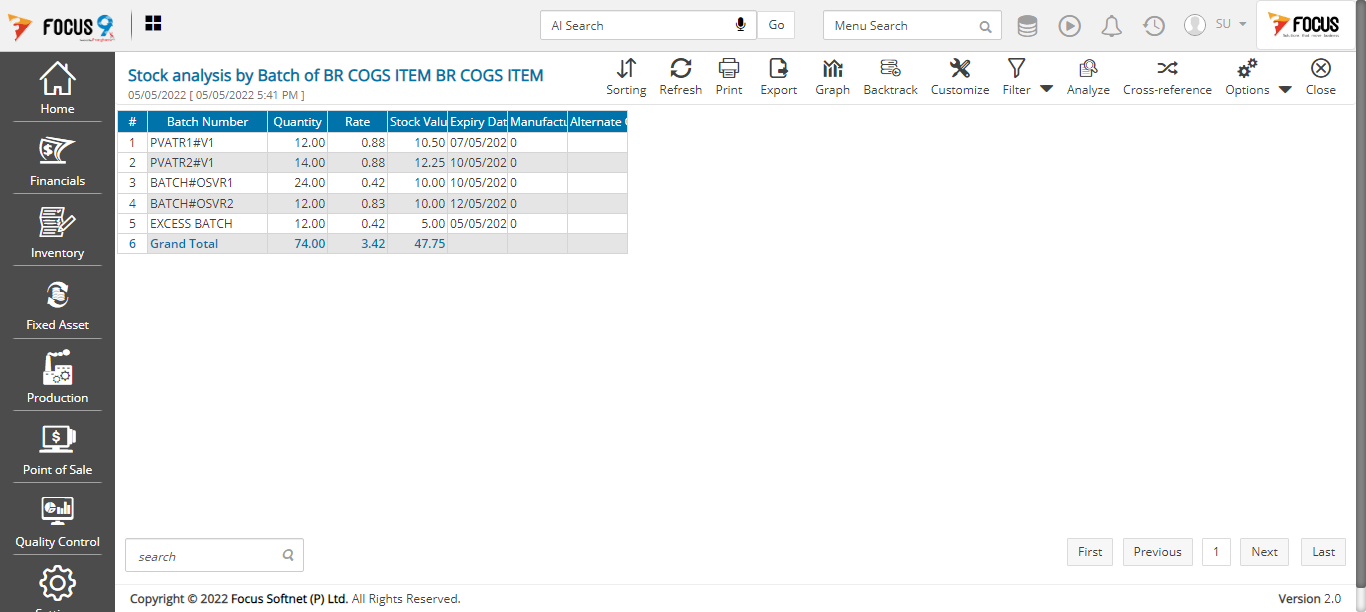 FOCUS 9
AI Search
Go
Menu Search
SU
FOCUS
Home
Financials
Inventory
Fixed Asset
Production
Point of Sale
Quality Control
Stock analysis by Batch of BR COGS ITEM BR COGS ITEM
05/05/2022 [ 05/05/2022 5:41 PM ]
Sorting Refresh Print Export Graph Backtrack Customize Filter Analyze Cross-reference Options Close
# Batch Number Quantity Rate Stock Valu Expiry Dat Manufactu Alternate
1 PVATR1#V1 12.00 0.88 10.50 07/05/202 0
2 PVATR2#V1 14.00 0.88 12.25 10/05/202 0
3 BATCH#OSVR1 24.00 0.42 10.00 10/05/202 0
4 BATCH#OSVR2 12.00 0.83 10.00 12/05/202 0
5 EXCESS BATCH 12.00 0.42 5.00 05/05/202 0
6 Grand Total 74.00 3.42 47.75
search
First Previous 1 Next Last
Copyright © 2022 Focus Softnet (P) Ltd. All Rights Reserved.
Version 2.0